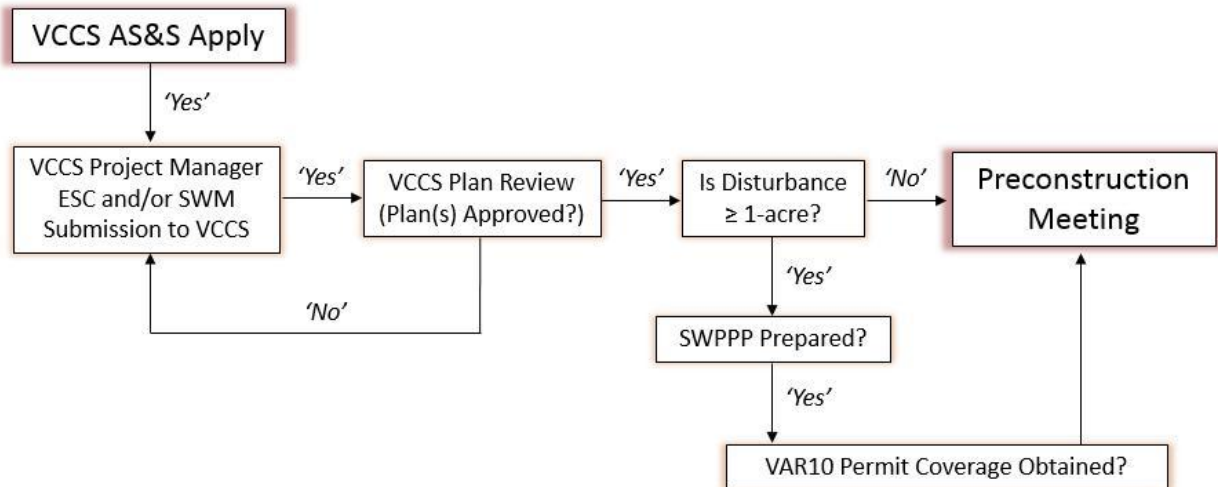 VCCS AS&S Apply
‘Yes’
VCCS Project Manager
ESC and/or SWM
Submission to VCCS
‘Yes’
VCCS Plan Review
(Plan(s) Approved?)
‘Yes’
Is Disturbance
≥ 1-acre?
‘No’
Preconstruction
Meeting
‘No’
‘Yes’
SWPPP Prepared?
‘Yes’
VAR10 Permit Coverage Obtained?